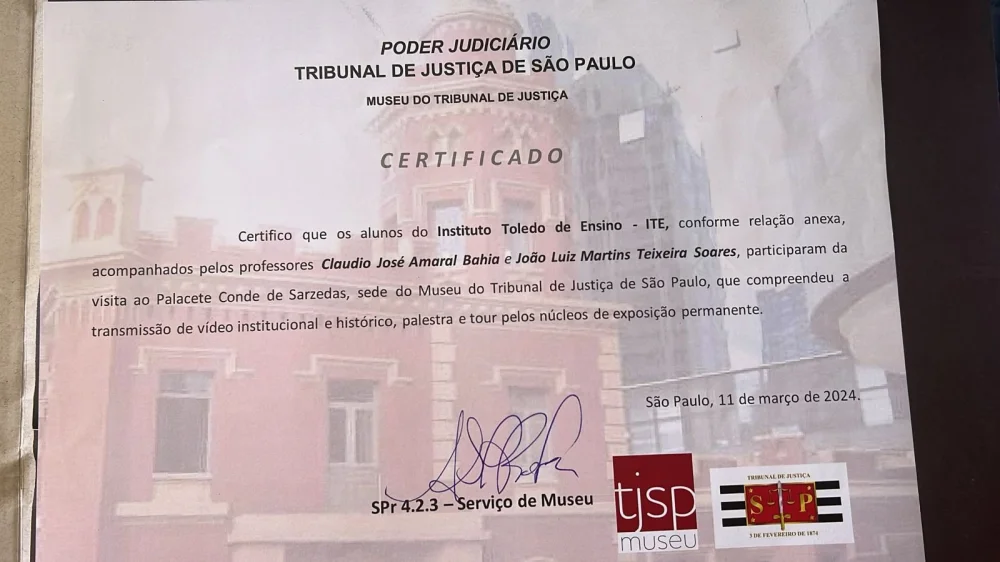 PODER JUDICIÁRIO
TRIBUNAL DE JUSTIÇA DE SÃO PAULO
MUSEU DO TRIBUNAL DE JUSTIÇA
CERTIFICADO
Certifico que os alunos do Instituto Toledo de Ensino - ITE, conforme relação anexa,
acompanhados pelos professores Claudio José Amaral Bahia e João Luiz Martins Teixeira Soares, participaram da
visita ao Palacete Conde de Sarzedas, sede do Museu do Tribunal de Justiça de São Paulo, que compreendeu a
transmissão de vídeo institucional e histórico, palestra e tour pelos núcleos de exposição permanente.
São Paulo, 11 de março de 2024.
SPr 4.2.3 – Serviço de Museu
tjsp
museu
TRIBUNAL DE JUSTIÇA
S P
3 DE FEVEREIRO DE 1874